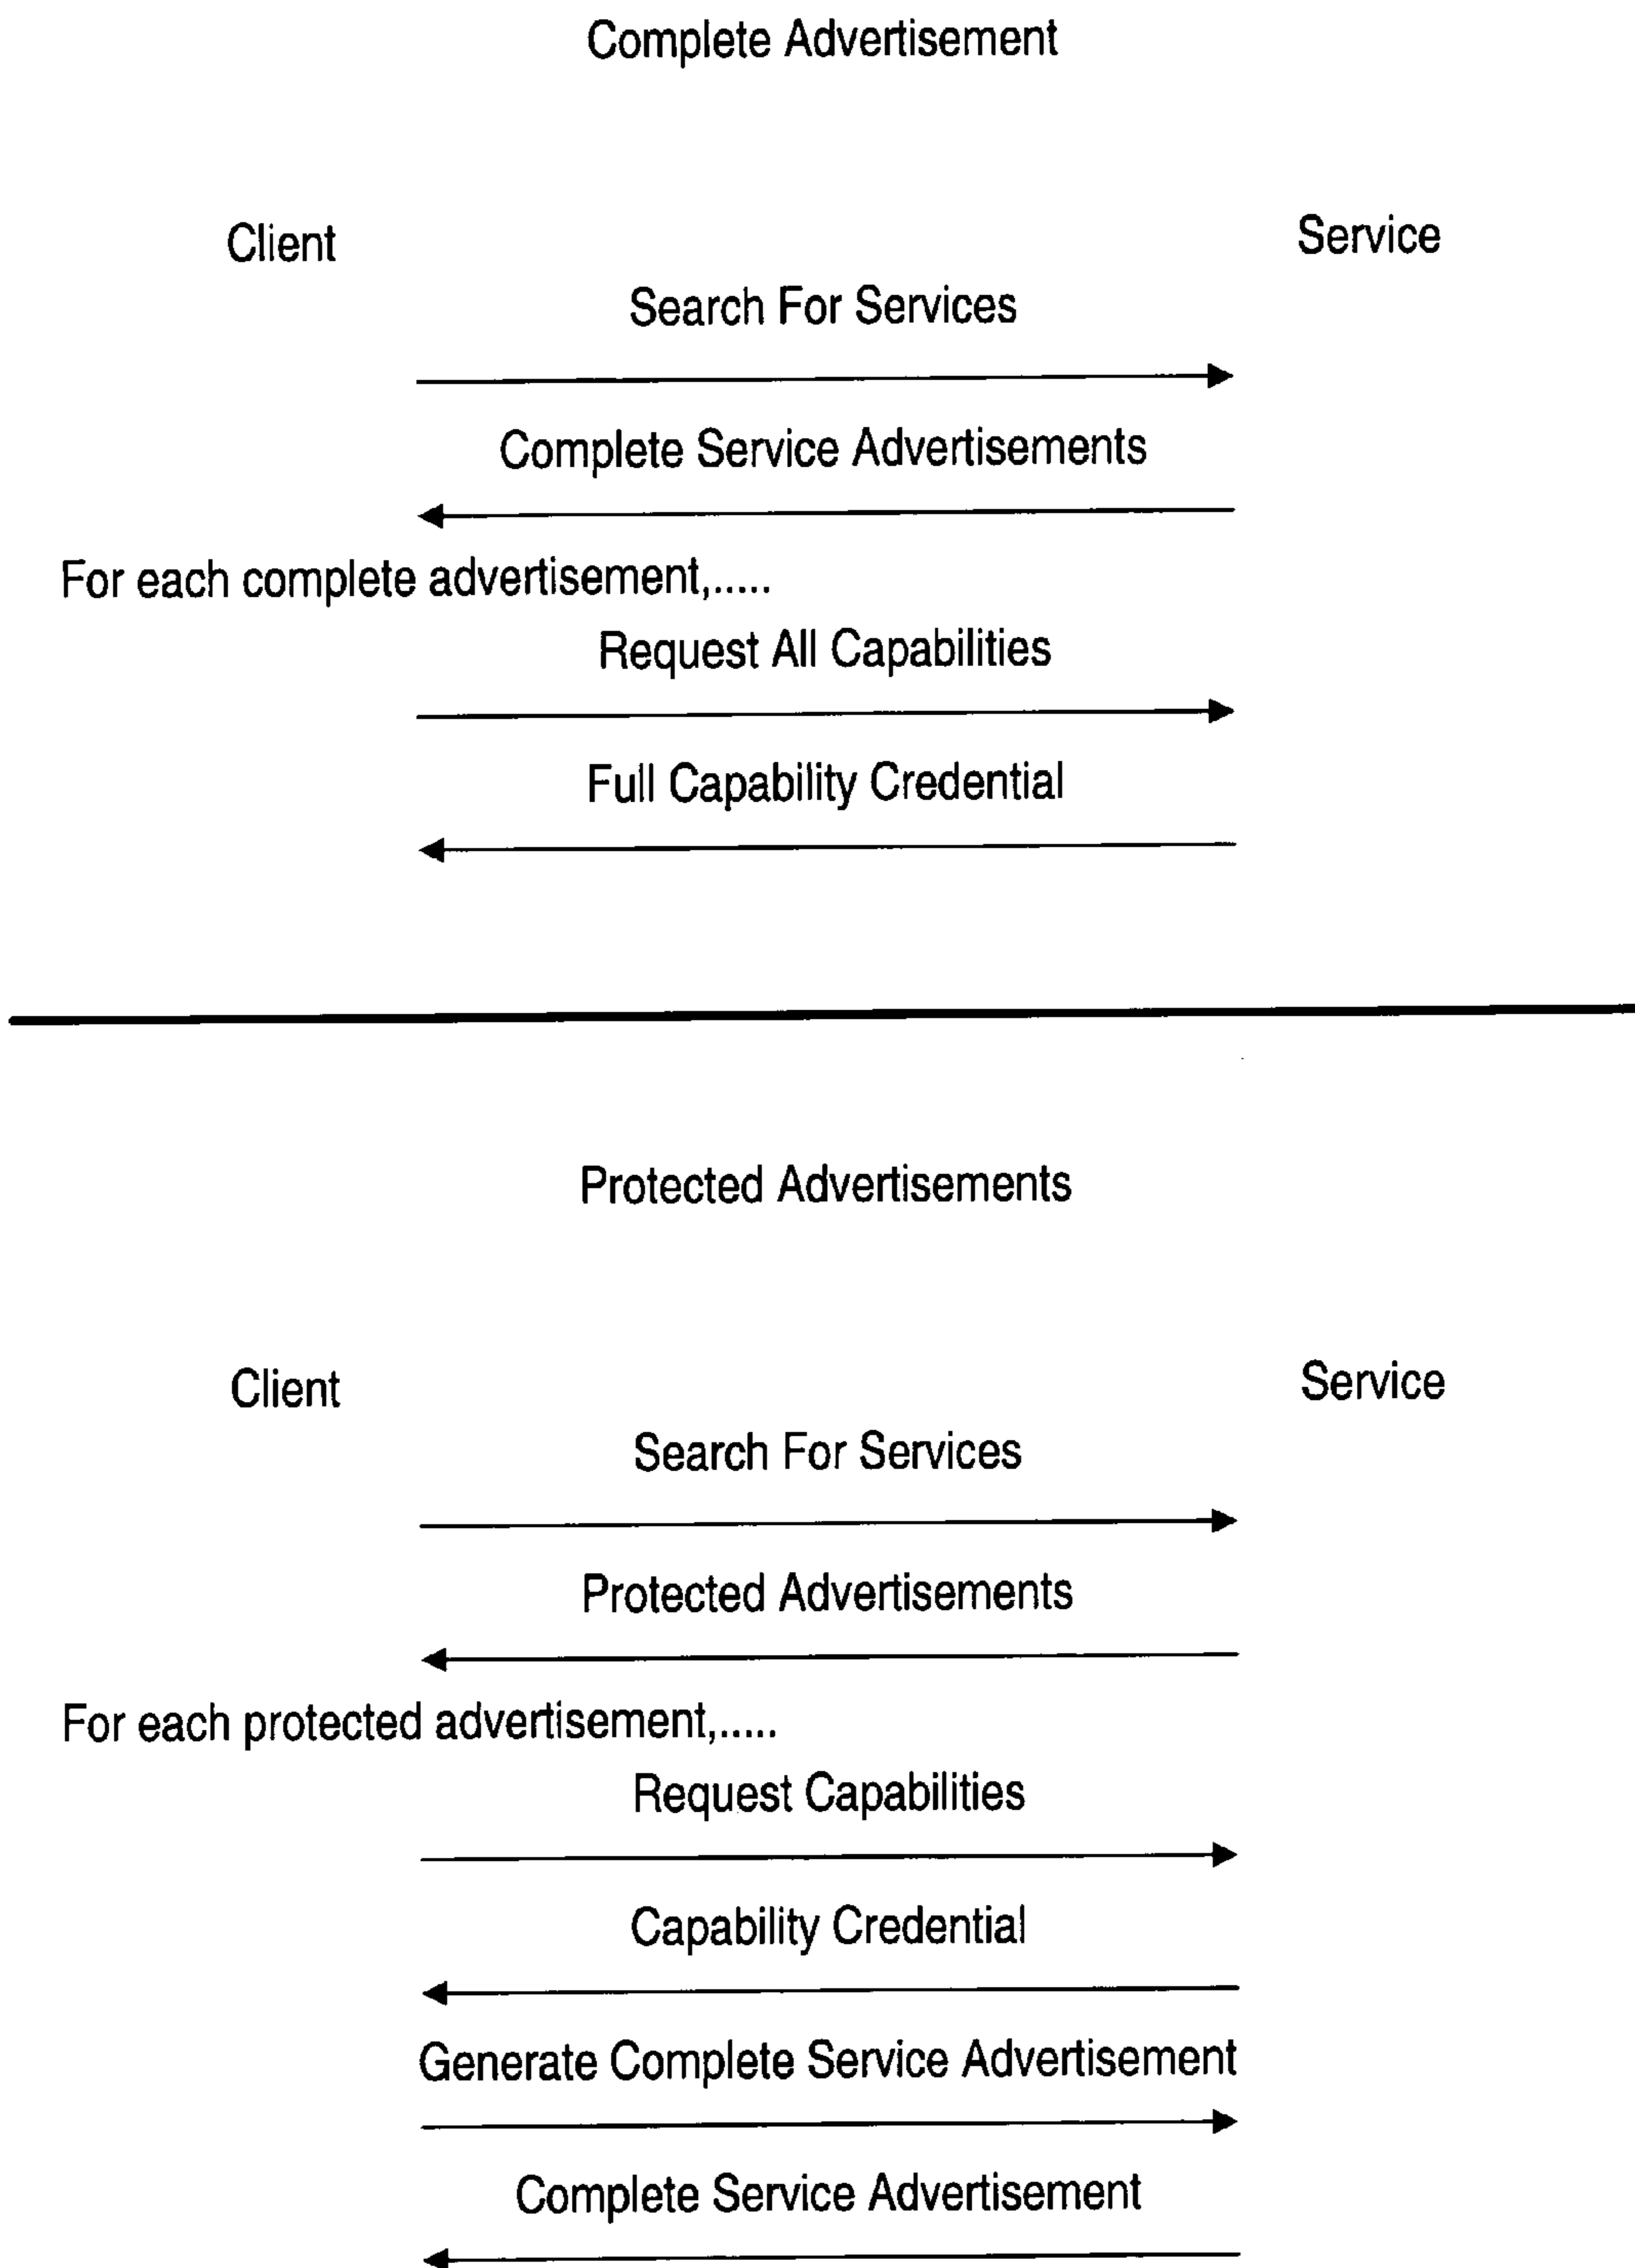 Complete Advertisement
Client
Service
Search For Services
Complete Service Advertisements
For each complete advertisement,.....
Request All Capabilities
Full Capability Credential
Protected Advertisements
Client
Service
Search For Services
Protected Advertisements
For each protected advertisement,.....
Request Capabilities
Capability Credential
Generate Complete Service Advertisement
Complete Service Advertisement